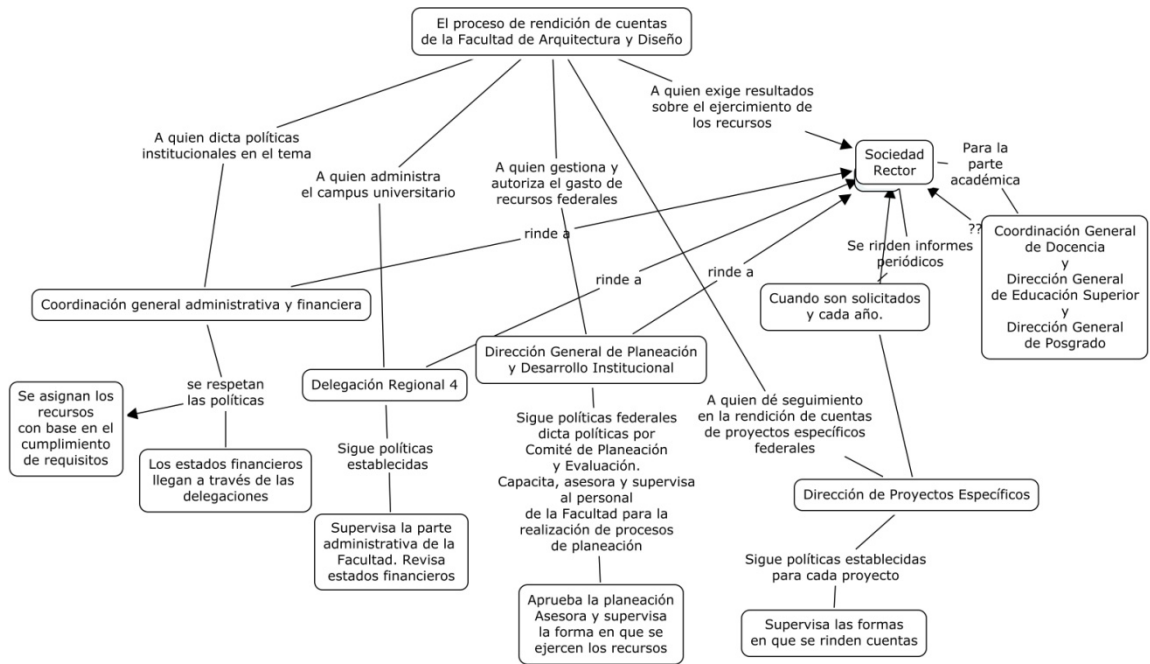 El proceso de rendición de cuentas
de la Facultad de Arquitectura y Diseño
A quien exige resultados
sobre el ejercimiento de
los recursos
A quien dicta políticas
institucionales en el tema
A quien administra
el campus universitario
A quien gestiona y
autoriza el gasto de
recursos federales
Sociedad
Rector
Para la
parte
académica
rinde a
rinde a
rinde a
Se rinden informes
periódicos
??
Coordinación General
de Docencia
y
Dirección General
de Educación Superior
y
Dirección General
de Posgrado
Coordinación general administrativa y financiera
Cuando son solicitados
y cada año.
Dirección General de Planeación
y Desarrollo Institucional
Delegación Regional 4
se respetan
las políticas
Se asignan los
recursos
con base en el
cumplimiento
de requisitos
Los estados financieros
llegan a través de las
delegaciones
Sigue políticas
establecidas
Supervisa la parte
administrativa de la
Facultad. Revisa
estados financieros
Sigue políticas federales
dicta políticas por
Comité de Planeación
y Evaluación.
Capacita, asesora y supervisa
al personal
de la Facultad para la
realización de procesos
de planeación
Aprueba la planeación
Asesora y supervisa
la forma en que se
ejercen los recursos
A quien dé seguimiento
en la rendición de cuentas
de proyectos específicos
federales
Dirección de Proyectos Específicos
Sigue políticas establecidas
para cada proyecto
Supervisa las formas
en que se rinden cuentas